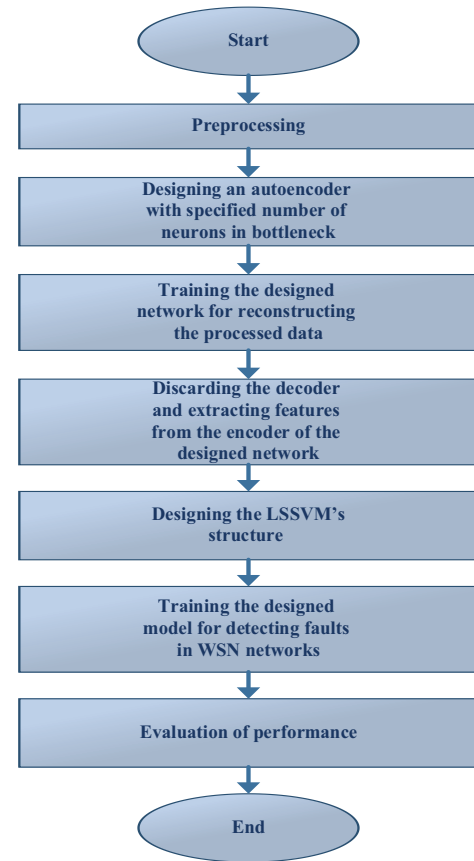 Start
Preprocessing
Designing an autoencoder
with specified number of
neurons in bottleneck
Training the designed
network for reconstructing
the processed data
Discarding the decoder
and extracting features
from the encoder of the
designed network
Designing the LSSVM's
structure
Training the designed
model for detecting faults
in WSN networks
Evaluation of performance
End